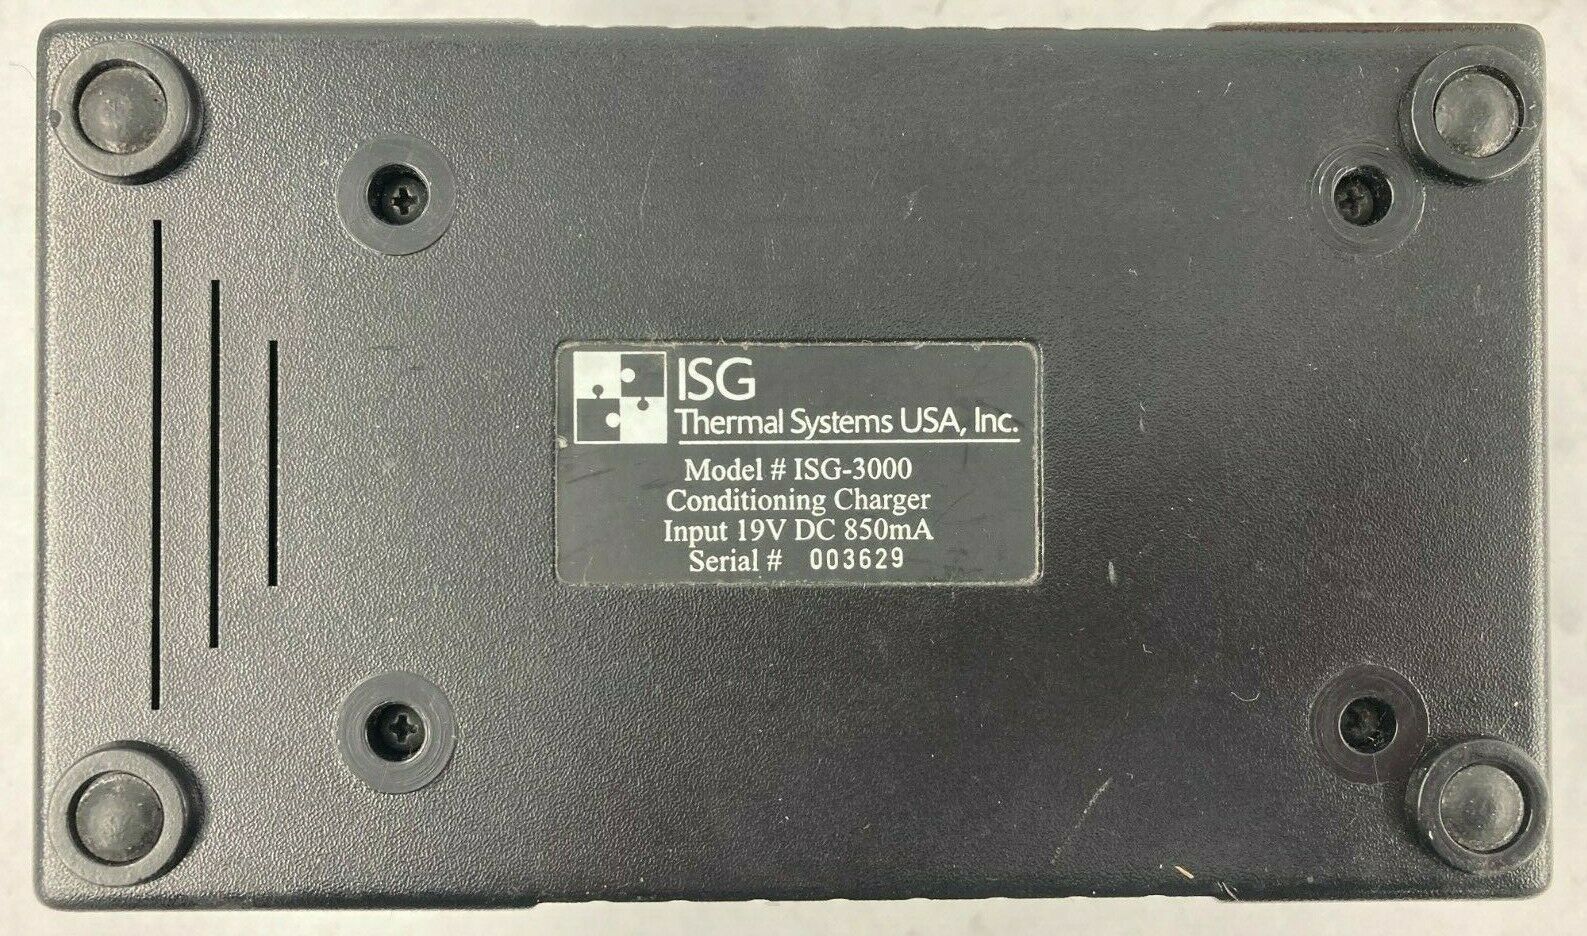 ISG
Thermal Systems USA, Inc.
Model # ISG-3000
Conditioning Charger
Input 19V DC 850mA
Serial # 003629